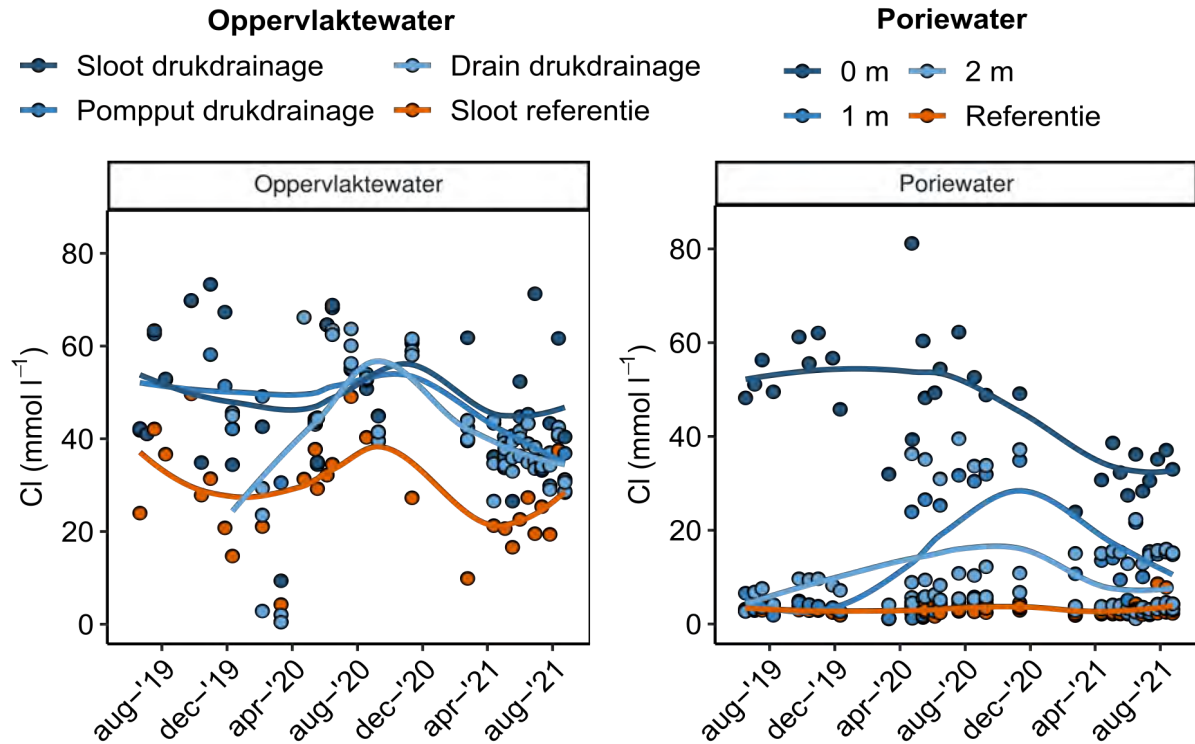 Oppervlaktewater
Sloot drukdrainage
Drain drukdrainage
Pompput drukdrainage
Sloot referentie
Poriewater
0 m
2 m
1 m
Referentie
Oppervlaktewater
Cl (mmol l⁻¹)
80
60
40
20
0
aug−'19
dec−'19
apr−'20
aug−'20
dec−'20
apr−'21
aug−'21
Poriewater
Cl (mmol l⁻¹)
80
60
40
20
0
aug−'19
dec−'19
apr−'20
aug−'20
dec−'20
apr−'21
aug−'21